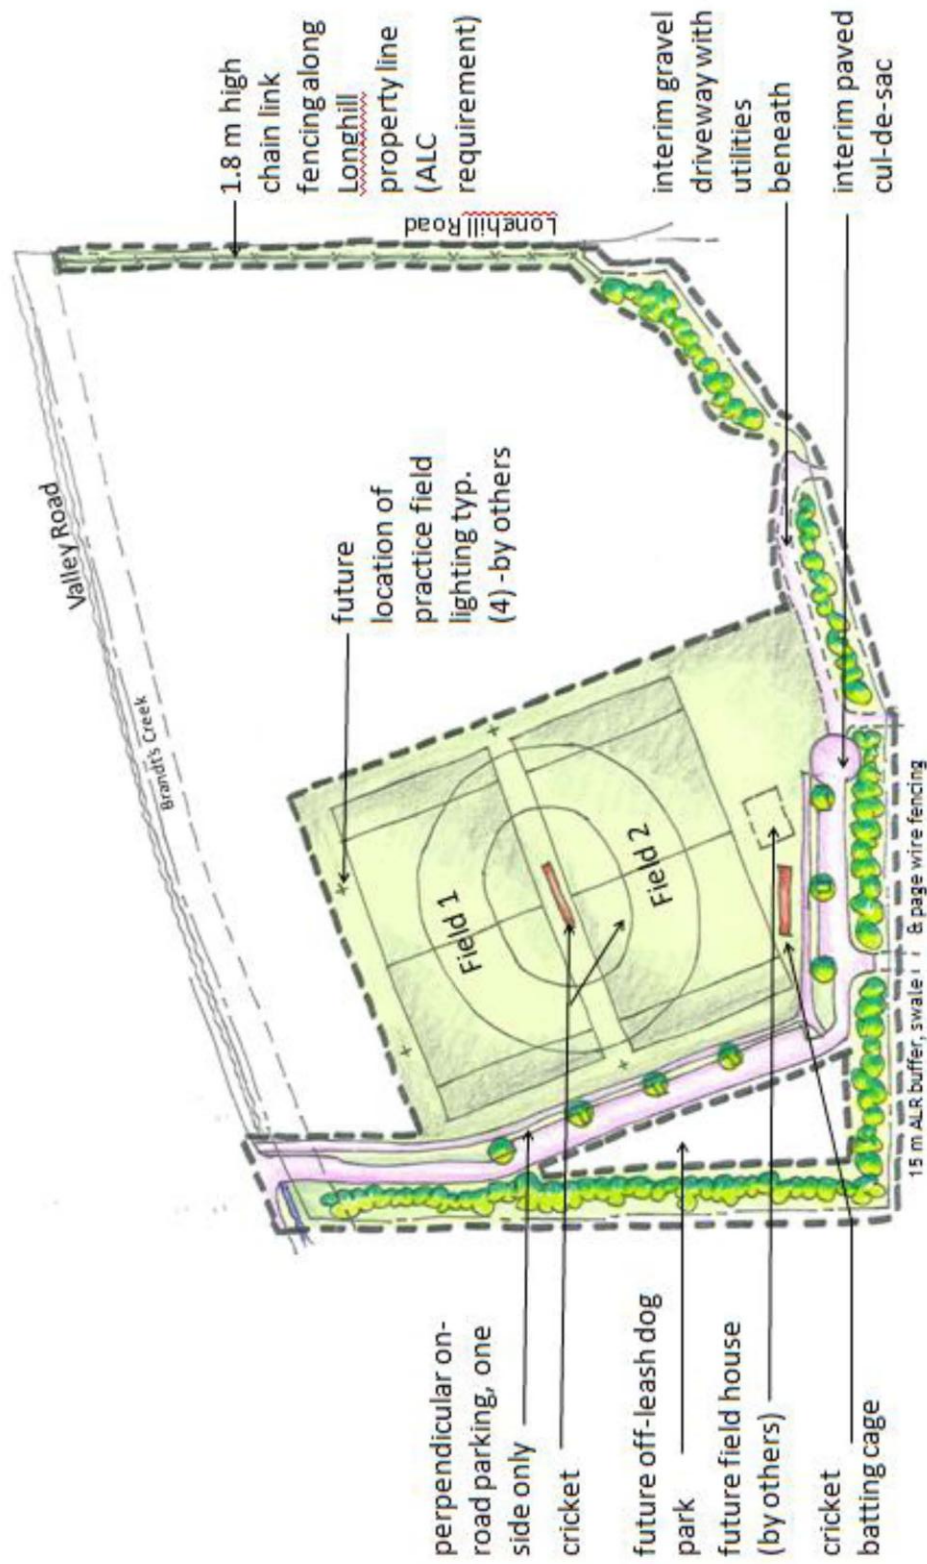 Valley Road
Brandt's Creek
Longhill Road
1.8 m high
chain link
fencing along
Longhill
property line
(ALC
requirement)
future
location of
practice field
lighting typ.
(4) -by others
interim gravel
driveway with
utilities
beneath
interim paved
cul-de-sac
Field 1
Field 2
perpendicular on-
road parking, one
side only
cricket
future off-leash dog
park
future field house
(by others)
cricket
batting cage
15 m ALR buffer, swale & page wire fencing